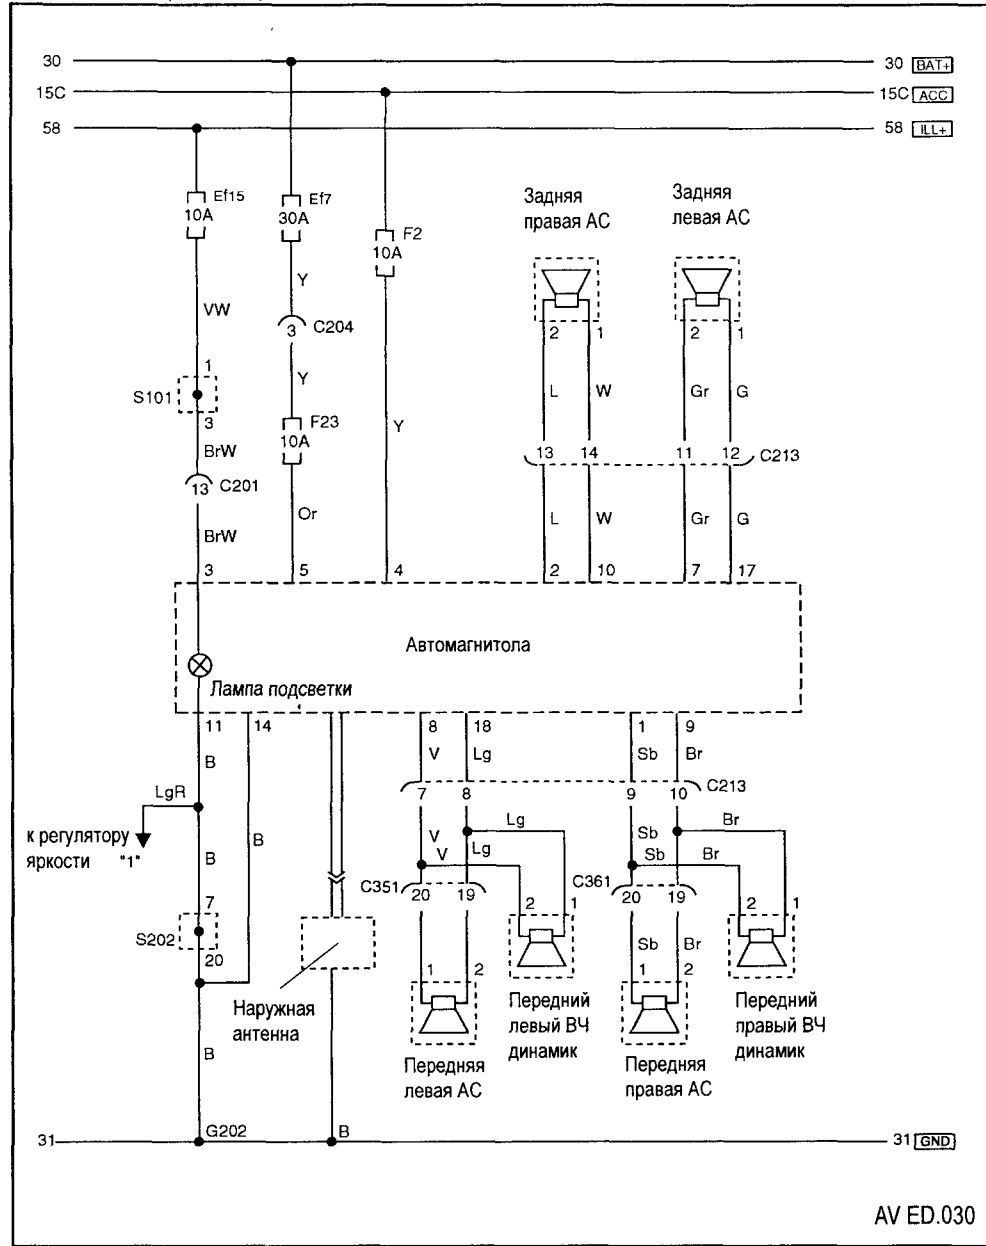 30
30 BAT+
15C
15C ACC
58
58 ILL+
Ef15
10A
Ef7
30A
F2
10A
Задняя
правая АС
Задняя
левая АС
VW
Y
3 C204
2 1
2 1
1
S101
3
Y
F23
10A
Y
L W
Gr G
BrW
13 C201
13 14
11 12 C213
BrW
Or
L W
Gr G
3 5 4
2 10 7 17
Автомагнитола
Лампа подсветки
11 14
8 18
1 9
B
V Lg
Sb Br
LgR
7 8
9 10 C213
к регулятору
яркости "1"
B
B
V
Lg
V
Lg
Sb
Sb
Br
Br
C351
20 19
2 1
C361
20 19
2 1
7
S202
20
Sb Br
1 2
1 2
Наружная
антенна
Передний
левый ВЧ
динамик
Передний
правый ВЧ
динамик
B
Передняя
левая АС
Передняя
правая АС
31
G202
B
31 GND
AV ED.030